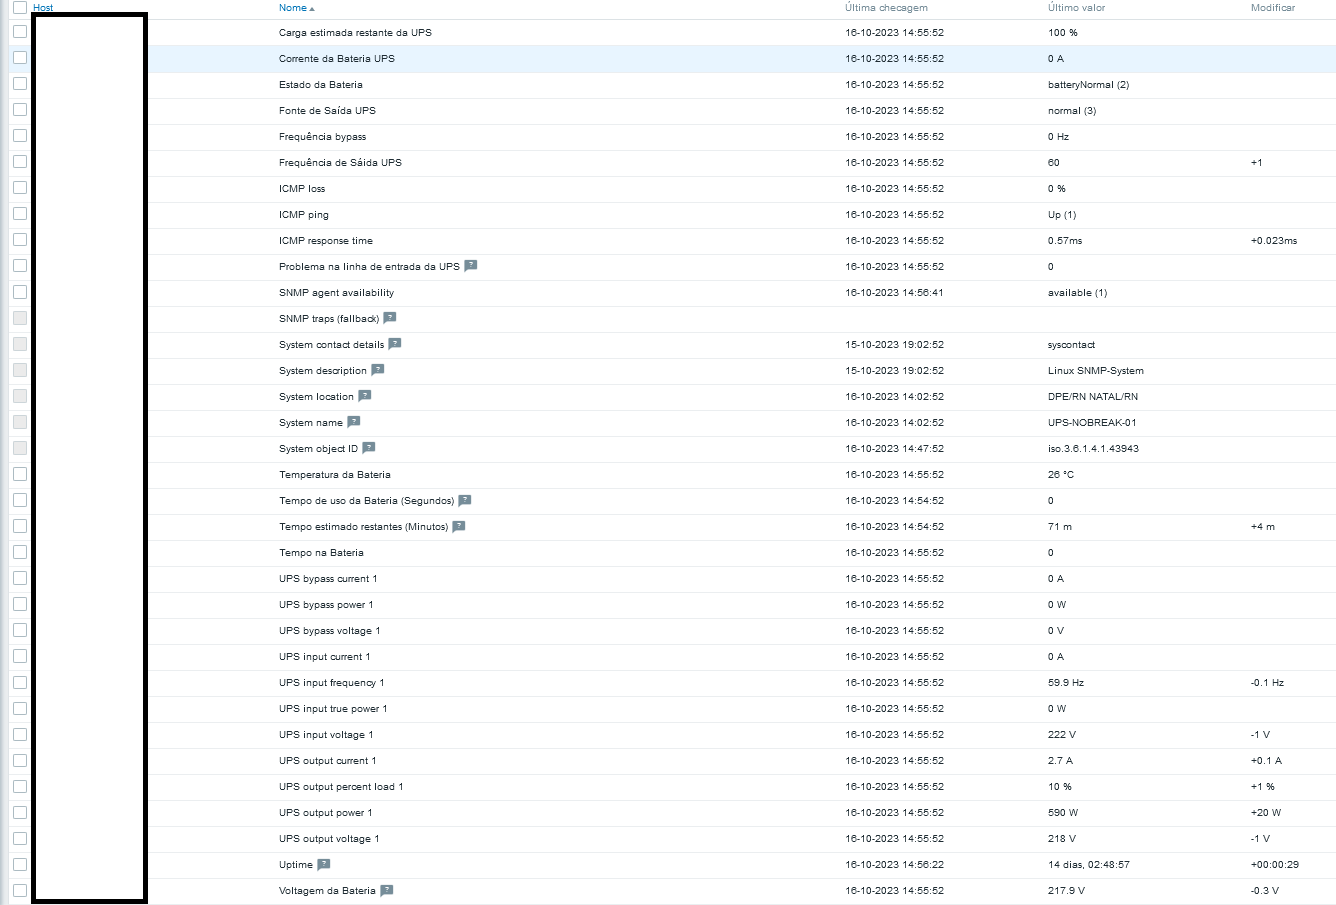 Host Nome Última checagem Último valor Modificar
Carga estimada restante da UPS 16-10-2023 14:55:52 100 %
Corrente da Bateria UPS 16-10-2023 14:55:52 0 A
Estado da Bateria 16-10-2023 14:55:52 batteryNormal (2)
Fonte de Saída UPS 16-10-2023 14:55:52 normal (3)
Frequência bypass 16-10-2023 14:55:52 0 Hz
Frequência de Sáida UPS 16-10-2023 14:55:52 60 +1
ICMP loss 16-10-2023 14:55:52 0 %
ICMP ping 16-10-2023 14:55:52 Up (1)
ICMP response time 16-10-2023 14:55:52 0.57ms +0.023ms
Problema na linha de entrada da UPS ? 16-10-2023 14:55:52 0
SNMP agent availability 16-10-2023 14:56:41 available (1)
SNMP traps (fallback) ?
System contact details ? 15-10-2023 19:02:52 syscontact
System description ? 15-10-2023 19:02:52 Linux SNMP-System
System location ? 16-10-2023 14:02:52 DPE/RN NATAL/RN
System name ? 16-10-2023 14:02:52 UPS-NOBREAK-01
System object ID ? 16-10-2023 14:47:52 iso.3.6.1.4.1.43943
Temperatura da Bateria 16-10-2023 14:55:52 26 °C
Tempo de uso da Bateria (Segundos) ? 16-10-2023 14:54:52 0
Tempo estimado restantes (Minutos) ? 16-10-2023 14:54:52 71 m +4 m
Tempo na Bateria 16-10-2023 14:55:52 0
UPS bypass current 1 16-10-2023 14:55:52 0 A
UPS bypass power 1 16-10-2023 14:55:52 0 W
UPS bypass voltage 1 16-10-2023 14:55:52 0 V
UPS input current 1 16-10-2023 14:55:52 0 A
UPS input frequency 1 16-10-2023 14:55:52 59.9 Hz -0.1 Hz
UPS input true power 1 16-10-2023 14:55:52 0 W
UPS input voltage 1 16-10-2023 14:55:52 222 V -1 V
UPS output current 1 16-10-2023 14:55:52 2.7 A +0.1 A
UPS output percent load 1 16-10-2023 14:55:52 10 % +1 %
UPS output power 1 16-10-2023 14:55:52 590 W +20 W
UPS output voltage 1 16-10-2023 14:55:52 218 V -1 V
Uptime ? 16-10-2023 14:56:22 14 dias, 02:48:57 +00:00:29
Voltagem da Bateria ? 16-10-2023 14:55:52 217.9 V -0.3 V